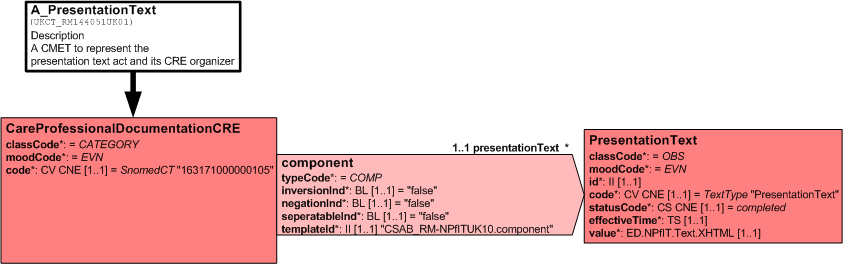 A_PresentationText
(UKCT_RM144051UK01)
Description
A CMET to represent the
presentation text act and its CRE organizer
CareProfessionalDocumentationCRE
classCode*: = CATEGORY
moodCode*: = EVN
code*: CV CNE [1..1] = SnomedCT "163171000000105"
1..1 presentationText *
component
typeCode*: = COMP
inversionInd*: BL [1..1] = "false"
negationInd*: BL [1..1] = "false"
seperatableInd*: BL [1..1] = "false"
templateId*: II [1..1] "CSAB_RM-NPfITUK10.component"
PresentationText
classCode*: = OBS
moodCode*: = EVN
id*: II [1..1]
code*: CV CNE [1..1] = TextType "PresentationText"
statusCode*: CS CNE [1..1] = completed
effectiveTime*: TS [1..1]
value*: ED.NPfIT.Text.XHTML [1..1]